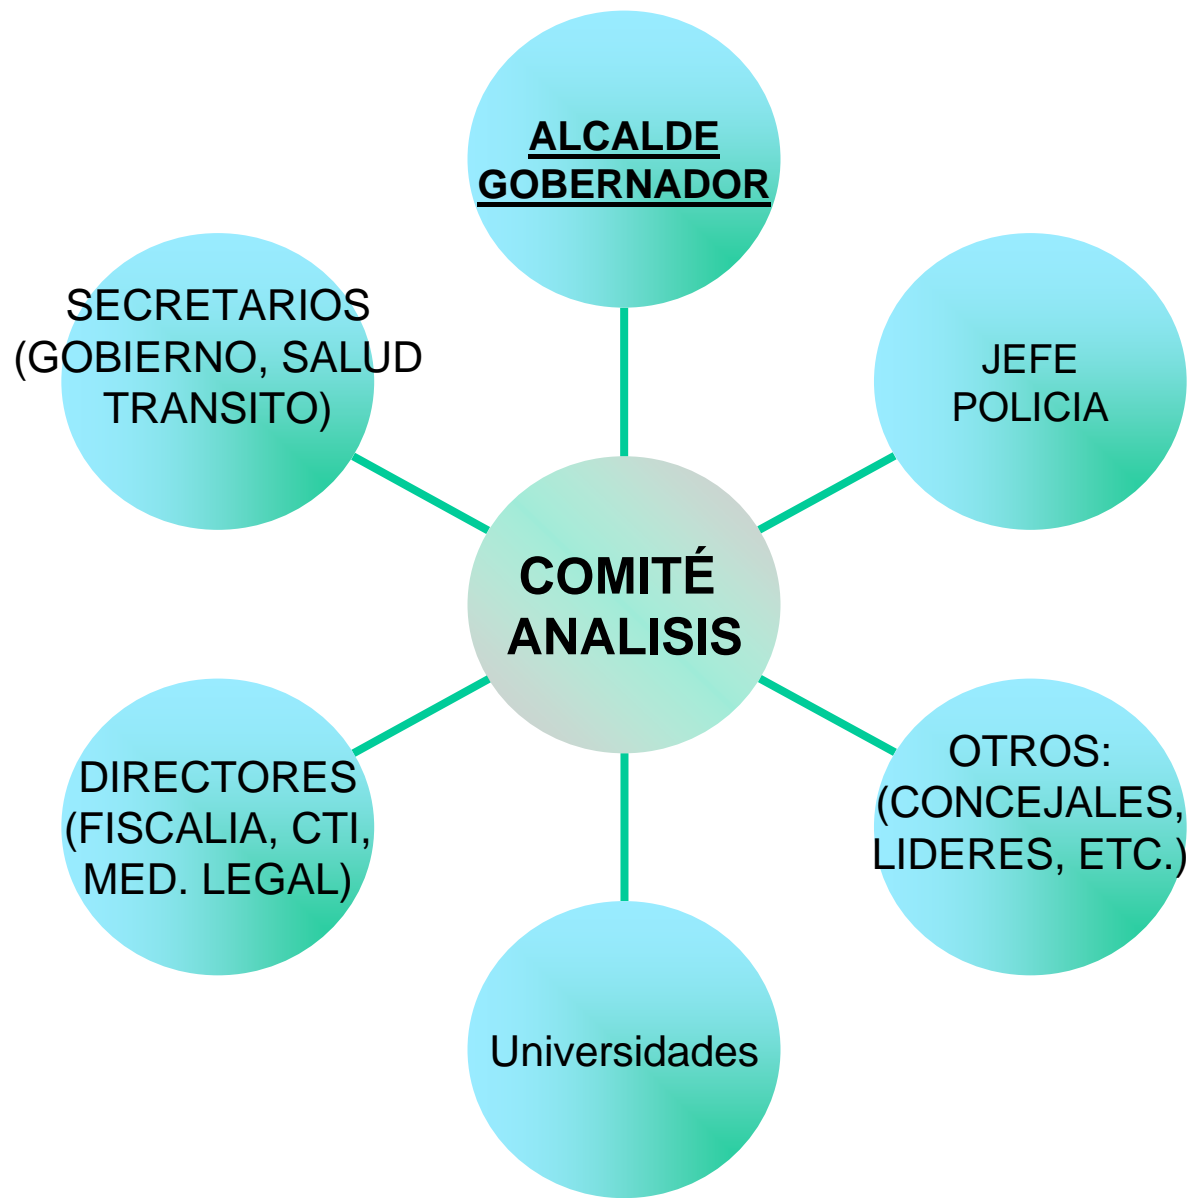 ALCALDE
GOBERNADOR
SECRETARIOS
(GOBIERNO, SALUD
TRANSITO)
JEFE
POLICIA
COMITÉ
ANALISIS
DIRECTORES
(FISCALIA, CTI,
MED. LEGAL)
OTROS:
(CONCEJALES,
LIDERES, ETC.)
Universidades